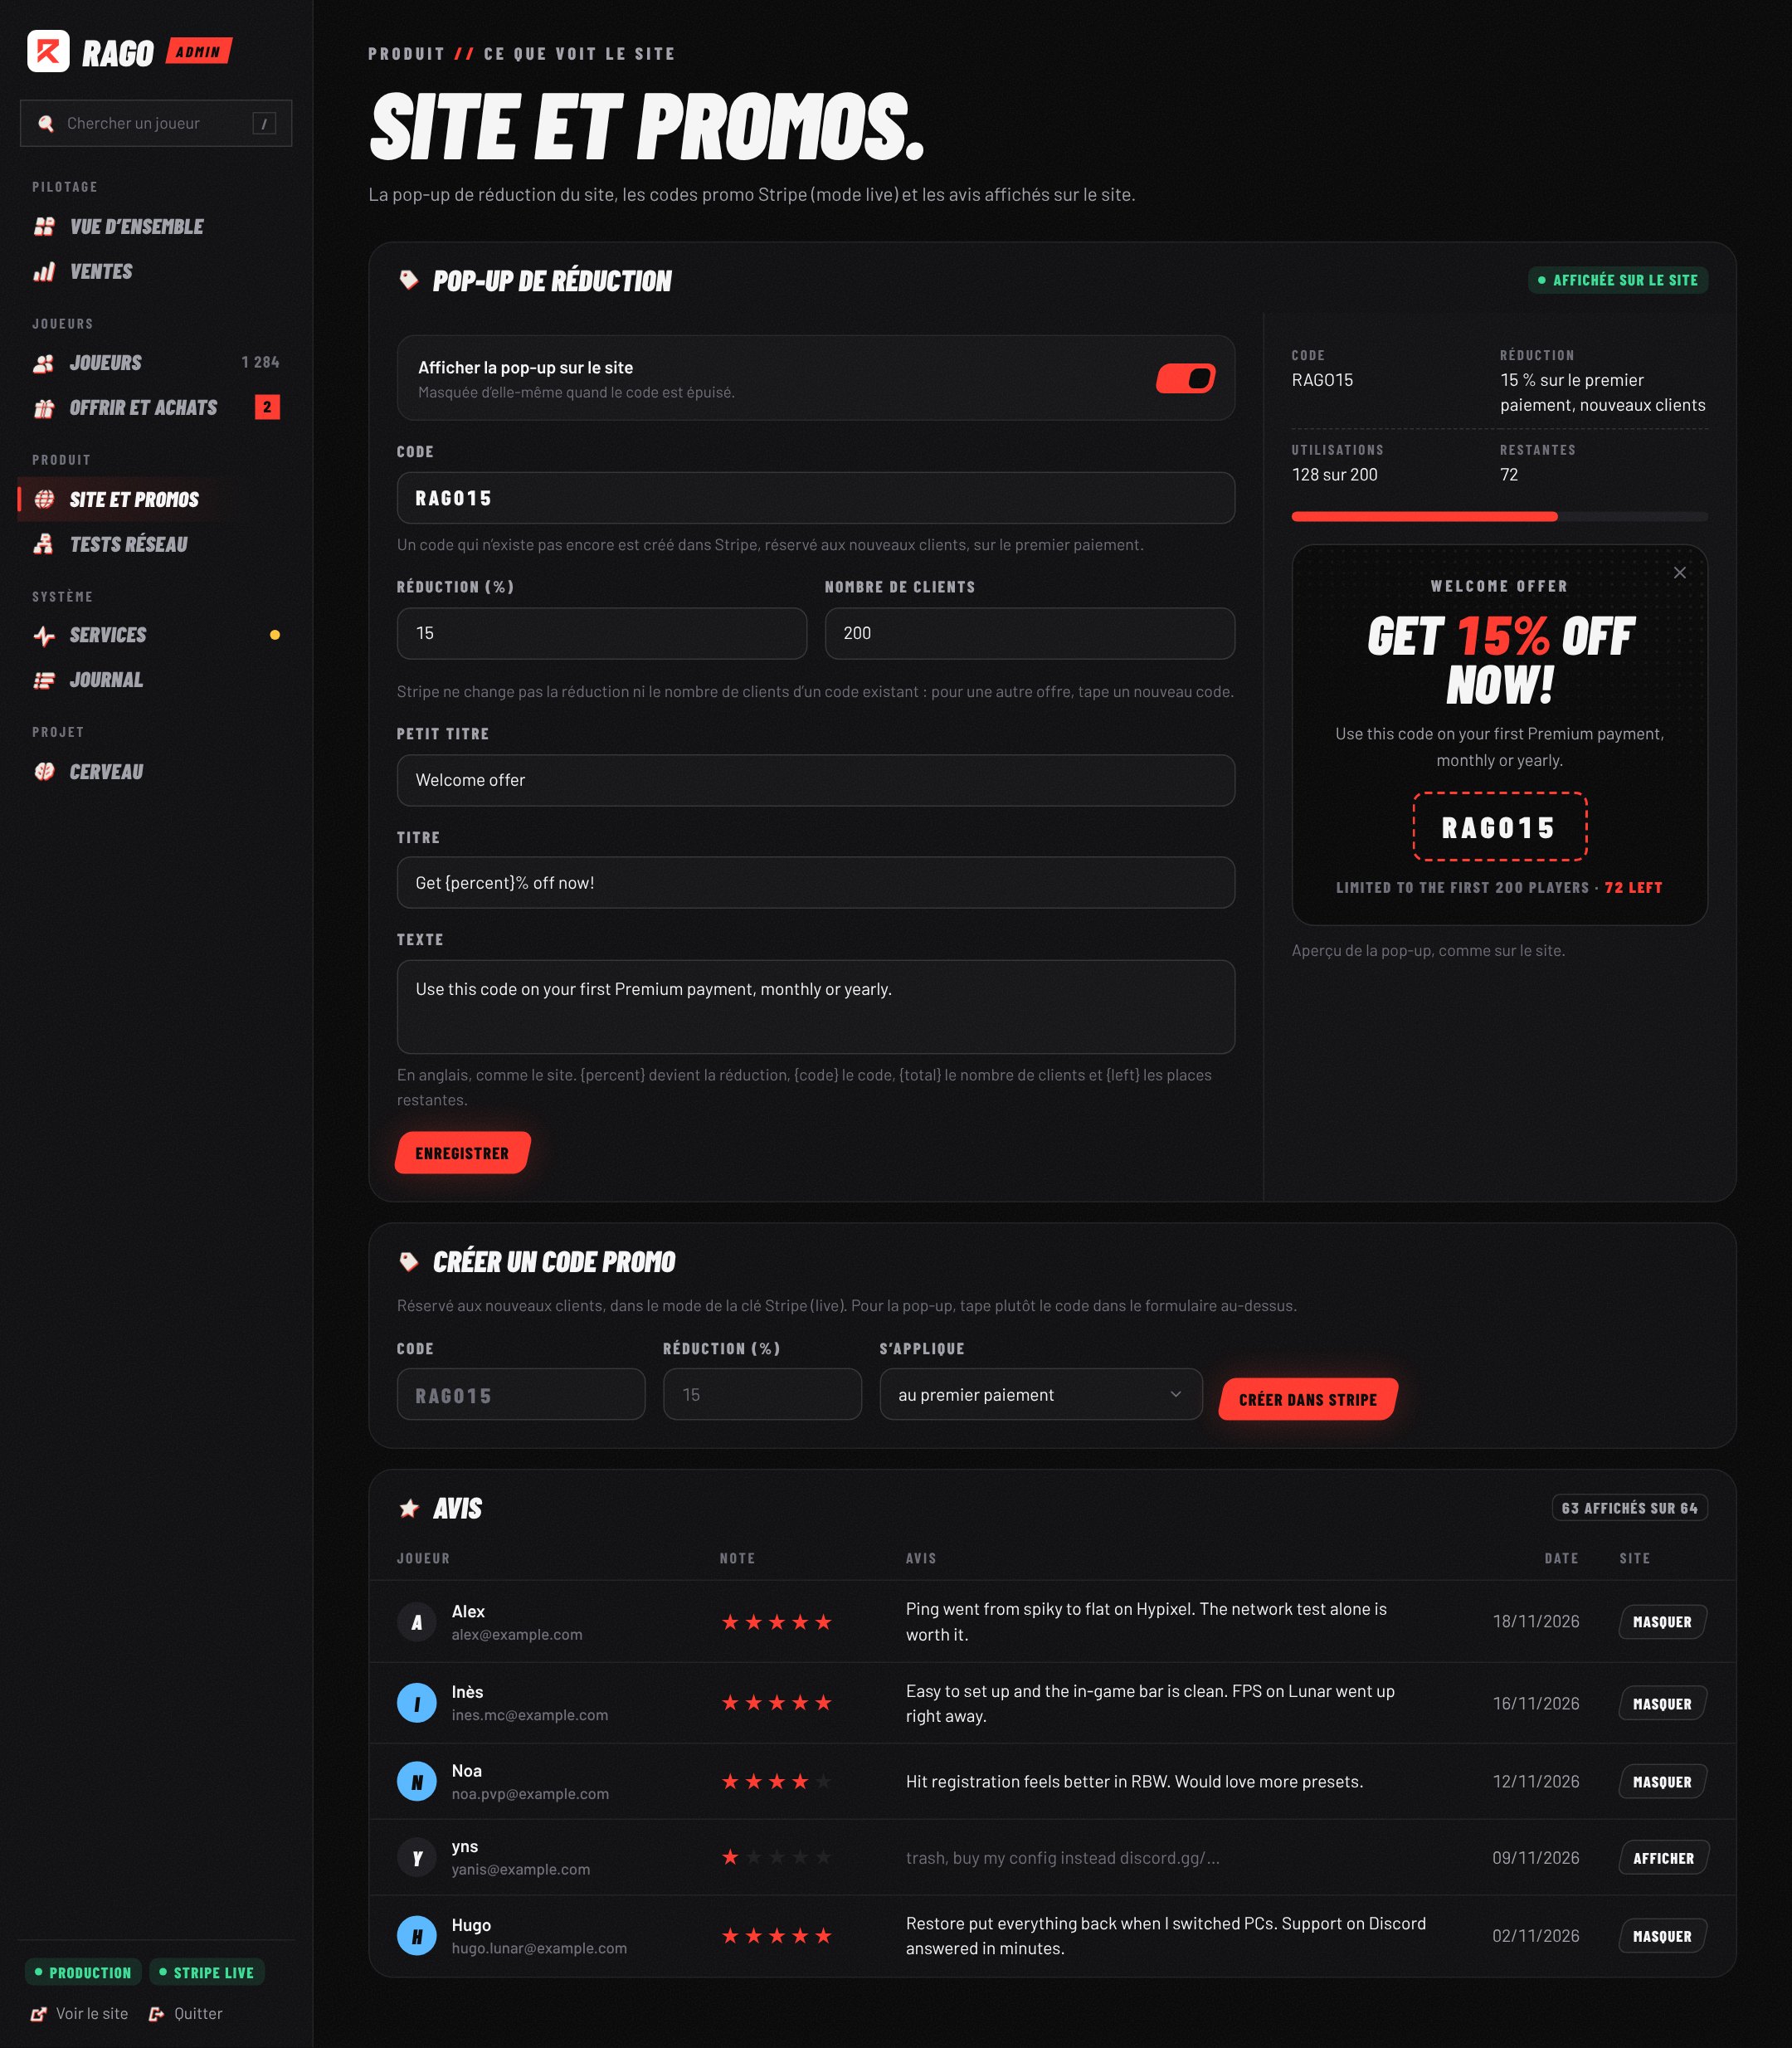 RAGO ADMIN
Chercher un joueur /
PILOTAGE
VUE D’ENSEMBLE
VENTES
JOUEURS
JOUEURS 1 284
OFFRIR ET ACHATS 2
PRODUIT
SITE ET PROMOS
TESTS RÉSEAU
SYSTÈME
SERVICES
JOURNAL
PROJET
CERVEAU
PRODUCTION STRIPE LIVE
Voir le site Quitter
PRODUIT // CE QUE VOIT LE SITE
SITE ET PROMOS.
La pop-up de réduction du site, les codes promo Stripe (mode live) et les avis affichés sur le site.
POP-UP DE RÉDUCTION
AFFICHÉE SUR LE SITE
Afficher la pop-up sur le site
Masquée d’elle-même quand le code est épuisé.
CODE
RAGO15
Un code qui n’existe pas encore est créé dans Stripe, réservé aux nouveaux clients, sur le premier paiement.
RÉDUCTION (%) NOMBRE DE CLIENTS
15 200
Stripe ne change pas la réduction ni le nombre de clients d’un code existant : pour une autre offre, tape un nouveau code.
PETIT TITRE
Welcome offer
TITRE
Get {percent}% off now!
TEXTE
Use this code on your first Premium payment, monthly or yearly.
En anglais, comme le site. {percent} devient la réduction, {code} le code, {total} le nombre de clients et {left} les places
restantes.
ENREGISTRER
CODE RÉDUCTION
RAGO15 15 % sur le premier
paiement, nouveaux clients
UTILISATIONS RESTANTES
128 sur 200 72
WELCOME OFFER
GET 15% OFF
NOW!
Use this code on your first Premium payment,
monthly or yearly.
RAGO15
LIMITED TO THE FIRST 200 PLAYERS · 72 LEFT
Aperçu de la pop-up, comme sur le site.
CRÉER UN CODE PROMO
Réservé aux nouveaux clients, dans le mode de la clé Stripe (live). Pour la pop-up, tape plutôt le code dans le formulaire au-dessus.
CODE RÉDUCTION (%) S’APPLIQUE
RAGO15 15 au premier paiement CRÉER DANS STRIPE
AVIS
63 AFFICHÉS SUR 64
JOUEUR NOTE AVIS DATE SITE
A Alex
alex@example.com
Ping went from spiky to flat on Hypixel. The network test alone is
worth it.
18/11/2026 MASQUER
I Inès
ines.mc@example.com
Easy to set up and the in-game bar is clean. FPS on Lunar went up
right away.
16/11/2026 MASQUER
N Noa
noa.pvp@example.com
Hit registration feels better in RBW. Would love more presets.
12/11/2026 MASQUER
Y yns
yanis@example.com
trash, buy my config instead discord.gg/…
09/11/2026 AFFICHER
H Hugo
hugo.lunar@example.com
Restore put everything back when I switched PCs. Support on Discord
answered in minutes.
02/11/2026 MASQUER